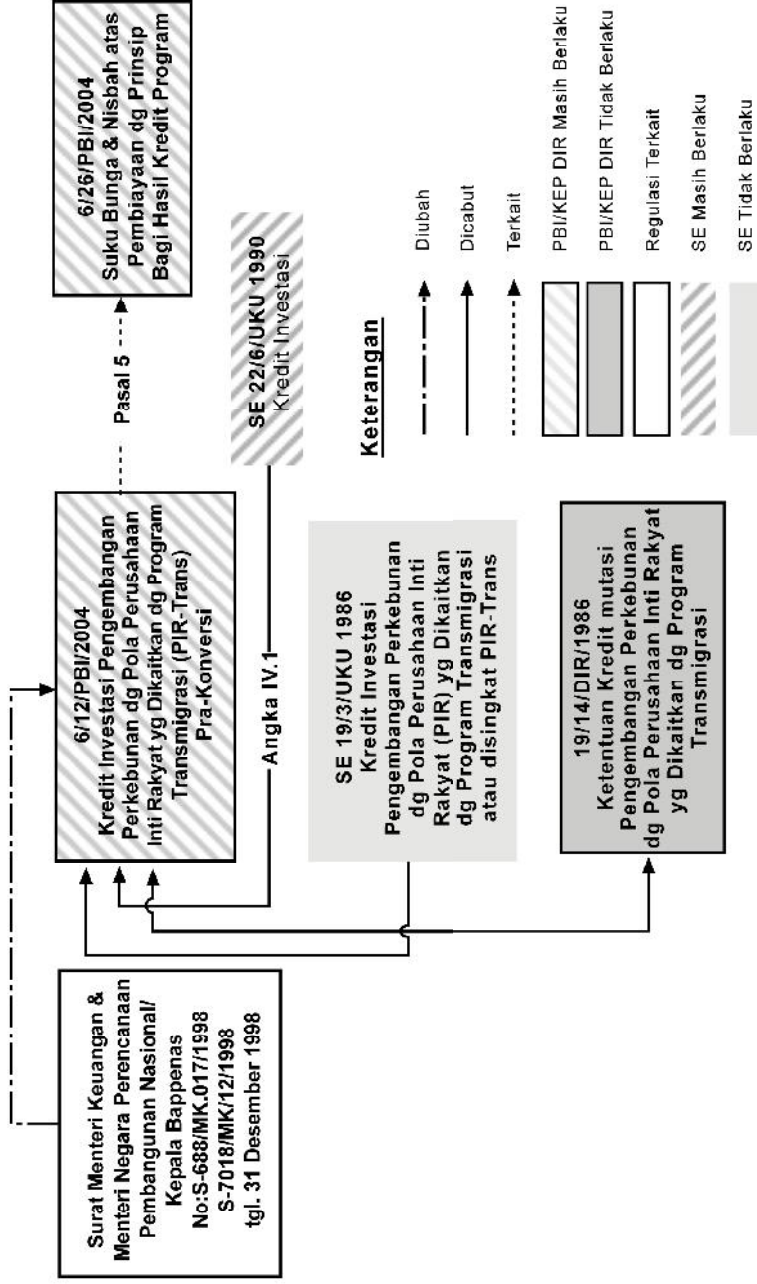 Surat Menteri Keuangan &
Menteri Negara Perencanaan
Pembangunan Nasional/
Kepala Bappenas
No:S-688/MK.017/1998
S-7018/MK/12/1998
tgl. 31 Desember 1998
6/12/PBI/2004
Kredit Investasi Pengembangan
Perkebunan dg Pola Perusahaan
Inti Rakyat yg Dikaitkan dg Program
Transmigrasi (PIR-Trans)
Pra-Konversi
Pasal 5
6/26/PBI/2004
Suku Bunga & Nisbah atas
Pembiayaan dg Prinsip
Bagi Hasil Kredit Program
Angka IV.1
SE 22/6/UKU 1990
Kredit Investasi
SE 19/3/UKU 1986
Kredit Investasi
Pengembangan Perkebunan
dg Pola Perusahaan Inti
Rakyat (PIR) yg Dikaitkan
dg Program Transmigrasi
atau disingkat PIR-Trans
19/14/DIR/1986
Ketentuan Kredit mutasi
Pengembangan Perkebunan
dg Pola Perusahaan Inti Rakyat
yg Dikaitkan dg Program
Transmigrasi
Keterangan
Diubah
Dicabut
Terkait
PBI/KEP DIR Masih Berlaku
PBI/KEP DIR Tidak Berlaku
Regulasi Terkait
SE Masih Berlaku
SE Tidak Berlaku